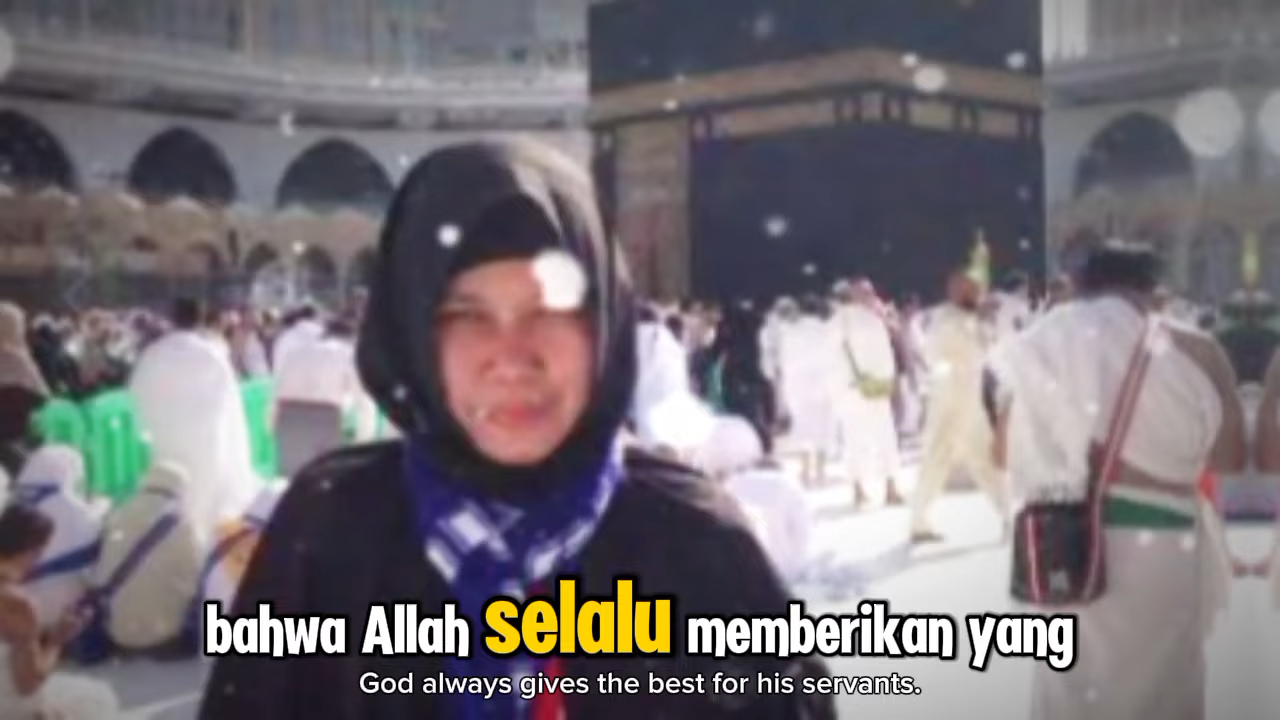 bahwa Allah selalu memberikan yang
God always gives the best for his servants.